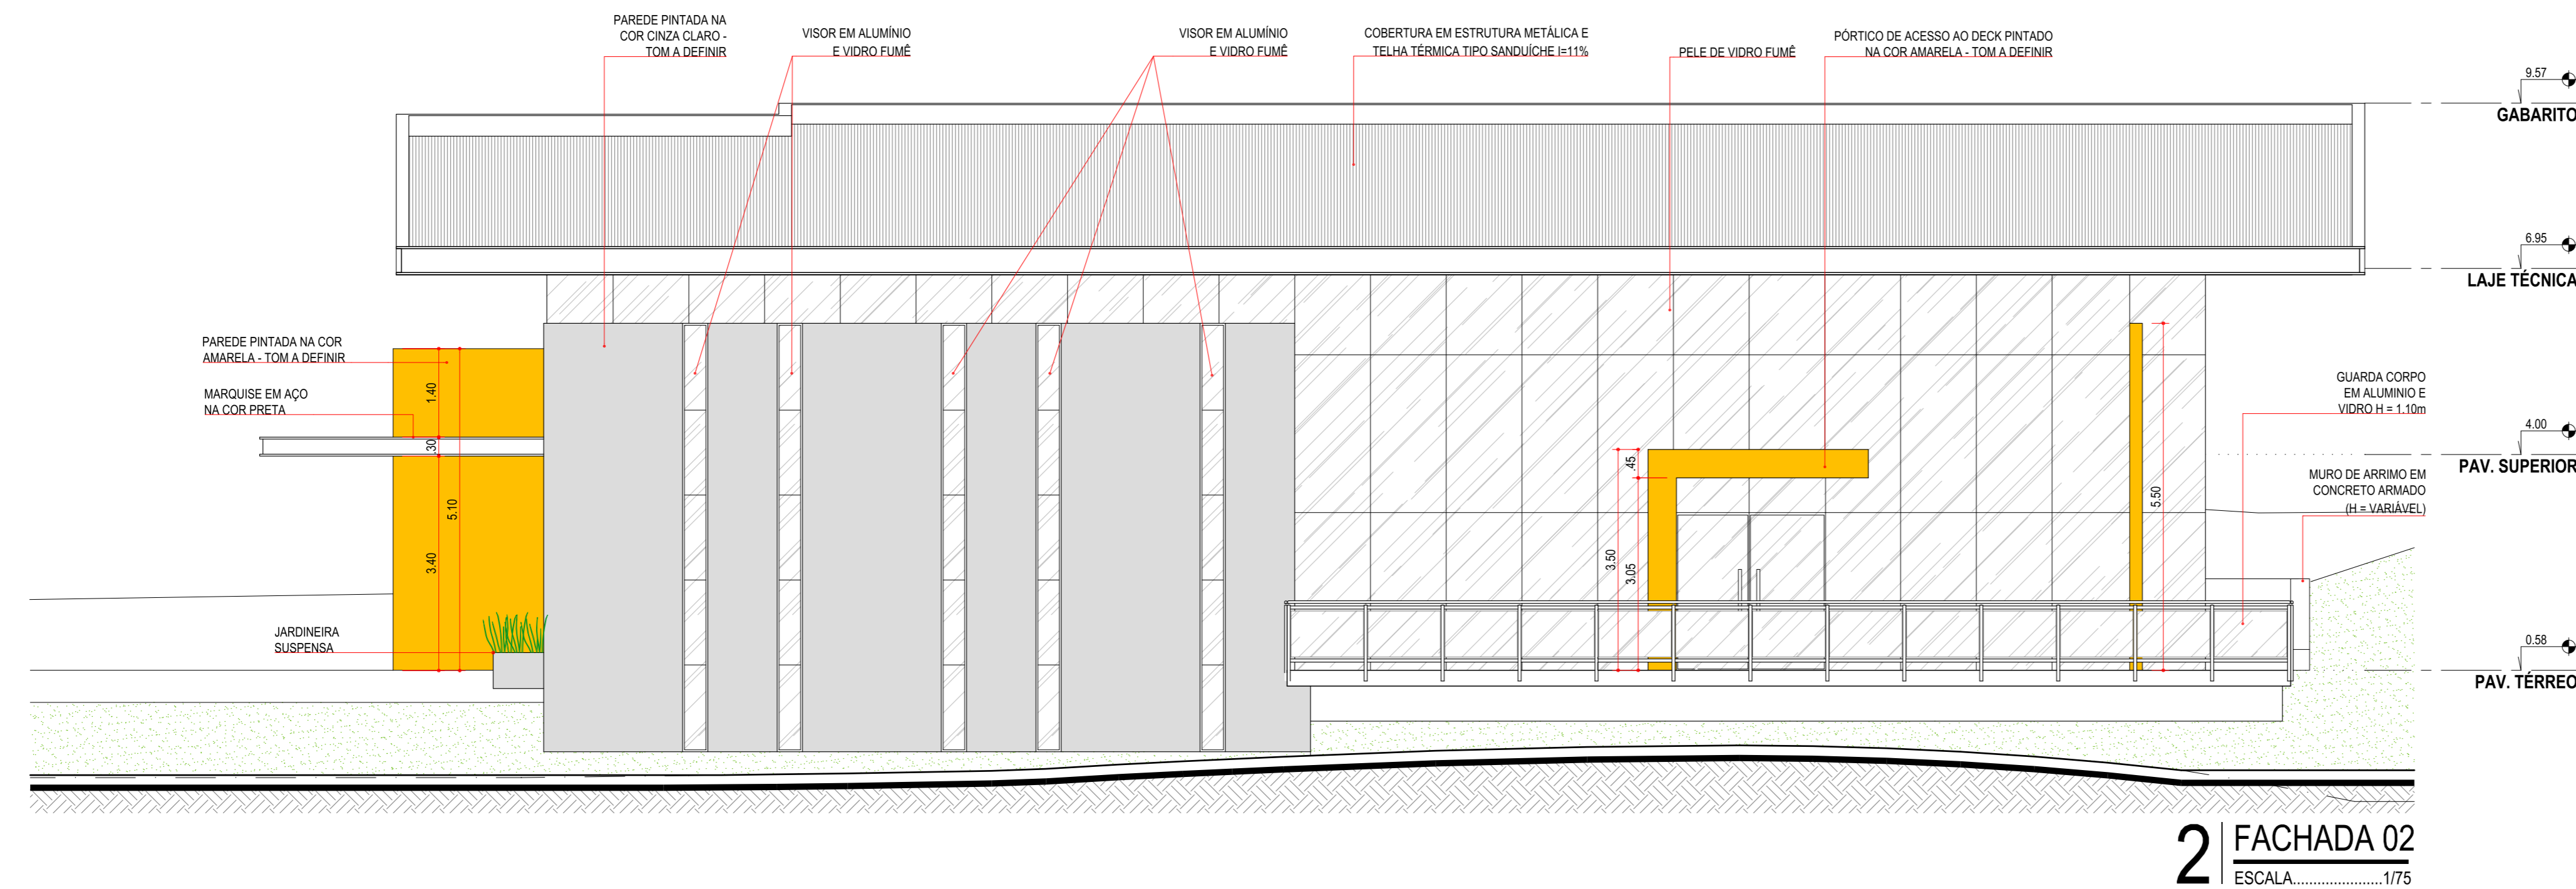 PAREDE PINTADA NA
COR CINZA CLARO -
TOM A DEFINIR
VISOR EM ALUMÍNIO
E VIDRO FUMÊ
VISOR EM ALUMÍNIO
E VIDRO FUMÊ
COBERTURA EM ESTRUTURA METÁLICA E
TELHA TÉRMICA TIPO SANDUÍCHE I=11%
PELE DE VIDRO FUMÊ
PÓRTICO DE ACESSO AO DECK PINTADO
NA COR AMARELA - TOM A DEFINIR
9.57
GABARITO
6.95
LAJE TÉCNICA
PAREDE PINTADA NA COR
AMARELA - TOM A DEFINIR
MARQUISE EM AÇO
NA COR PRETA
1.40
.30
5.10
3.40
JARDINEIRA
SUSPENSA
.45
3.50
3.05
5.50
GUARDA CORPO
EM ALUMINIO E
VIDRO H = 1.10m
4.00
PAV. SUPERIOR
MURO DE ARRIMO EM
CONCRETO ARMADO
(H = VARIÁVEL)
0.58
PAV. TÉRREO
2
FACHADA 02
ESCALA......................1/75